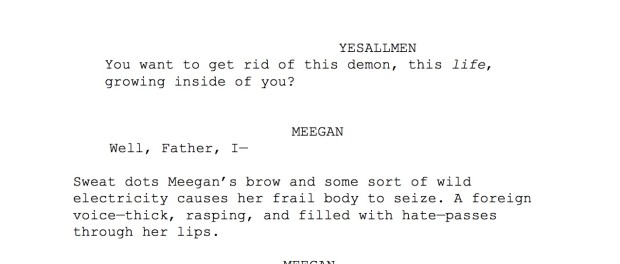 YESALLMEN
You want to get rid of this demon, this life,
growing inside of you?
MEEGAN
Well, Father, I—
Sweat dots Meegan’s brow and some sort of wild
electricity causes her frail body to seize. A foreign
voice—thick, rasping, and filled with hate—passes
through her lips.
MEEGAN